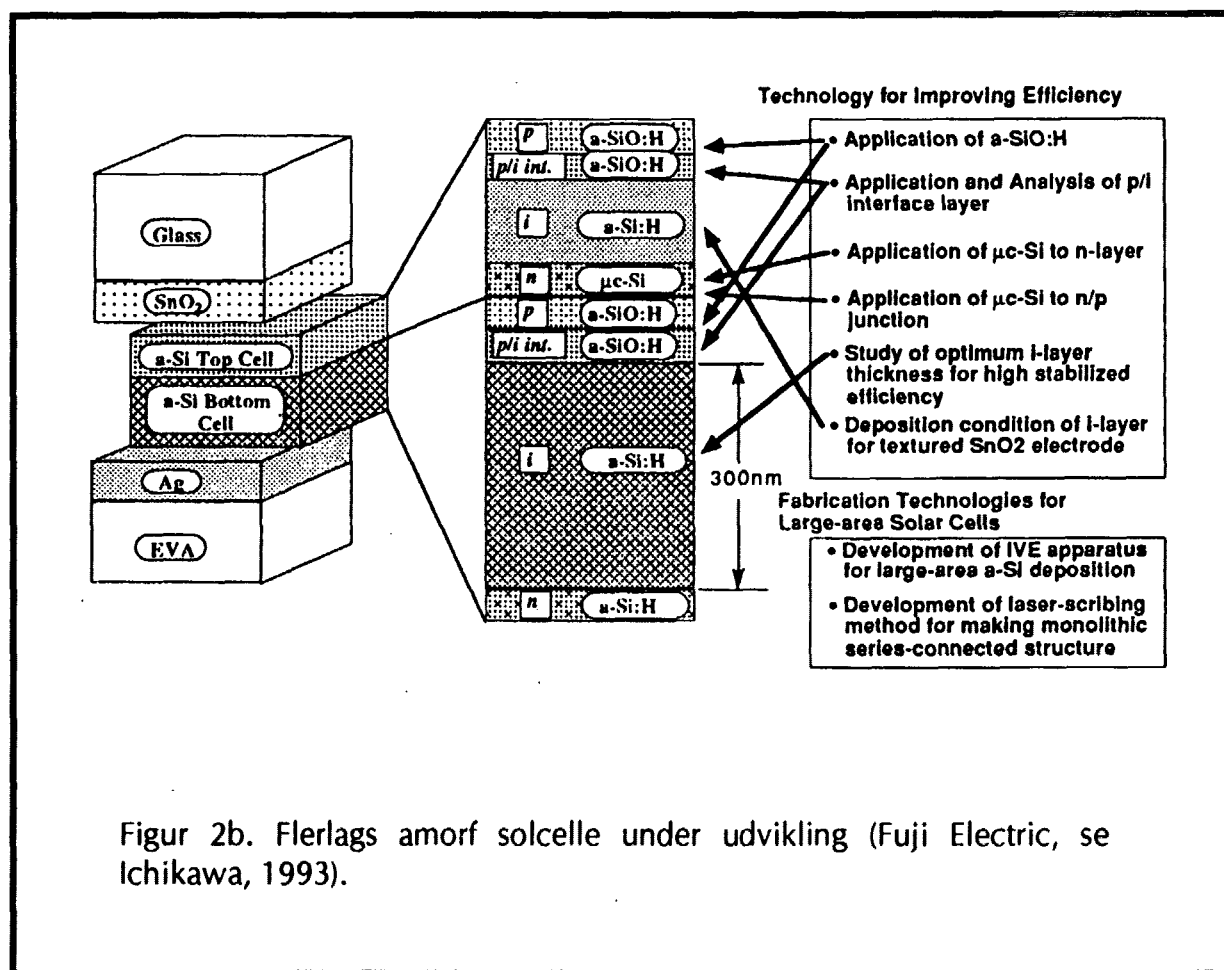 Glass
SnO2
a-Si Top Cell
a-Si Bottom
Cell
Ag
EVA
p a-SiO:H
p/i int. a-SiO:H
i a-Si:H
n µc-Si
p a-SiO:H
p/i int. a-SiO:H
i a-Si:H
300nm
n a-Si:H
Technology for Improving Efficiency
• Application of a-SiO:H
• Application and Analysis of p/i
interface layer
• Application of µc-Si to n-layer
• Application of µc-Si to n/p
junction
• Study of optimum i-layer
thickness for high stabilized
efficiency
• Deposition condition of i-layer
for textured SnO2 electrode
Fabrication Technologies for
Large-area Solar Cells
• Development of IVE apparatus
for large-area a-Si deposition
• Development of laser-scribing
method for making monolithic
series-connected structure
Figur 2b. Flerlags amorf solcelle under udvikling (Fuji Electric, se
Ichikawa, 1993).